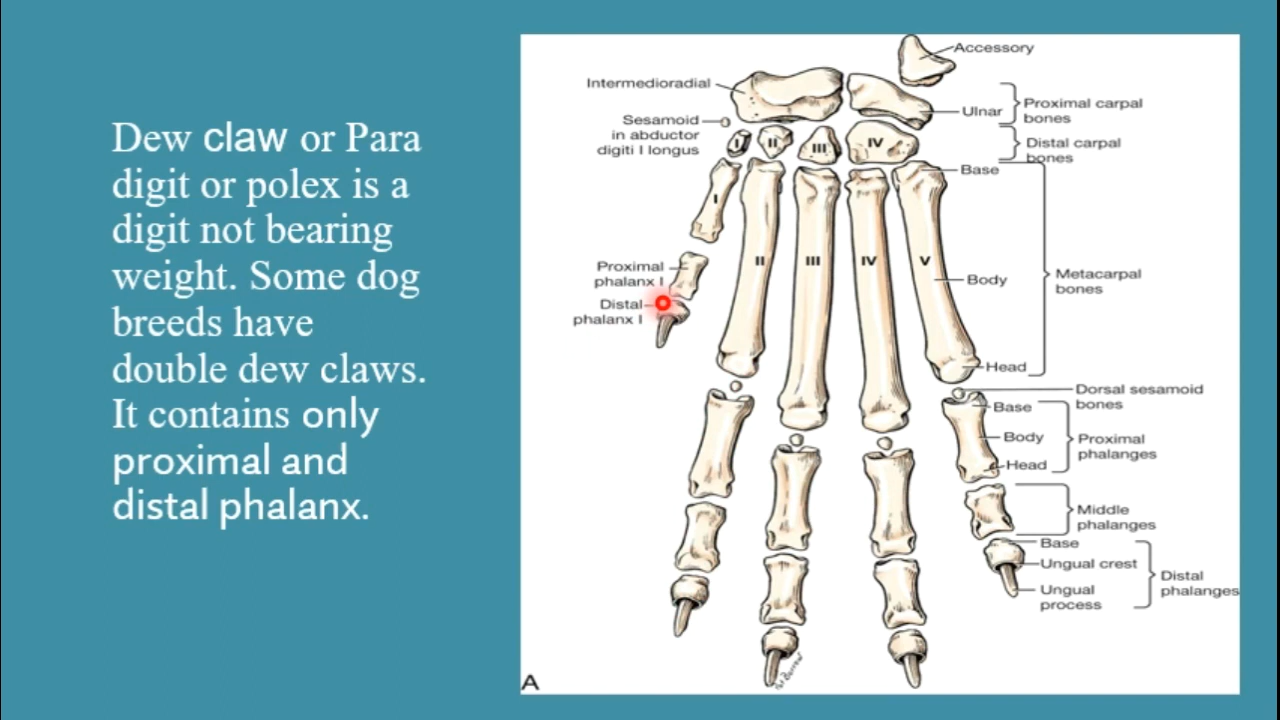 Dew claw or Para
digit or polex is a
digit not bearing
weight. Some dog
breeds have
double dew claws.
It contains only
proximal and
distal phalanx.
Accessory
Intermedioradial
Ulnar
Proximal carpal
bones
Sesamoid
in abductor
digiti I longus
Distal carpal
bones
I
II
III
IV
Base
I
II
III
IV
V
Proximal
phalanx I
Distal
phalanx I
Body
Metacarpal
bones
Head
Dorsal sesamoid
bones
Base
Body
Head
Proximal
phalanges
Middle
phalanges
Base
Ungual crest
Ungual
process
Distal
phalanges
A